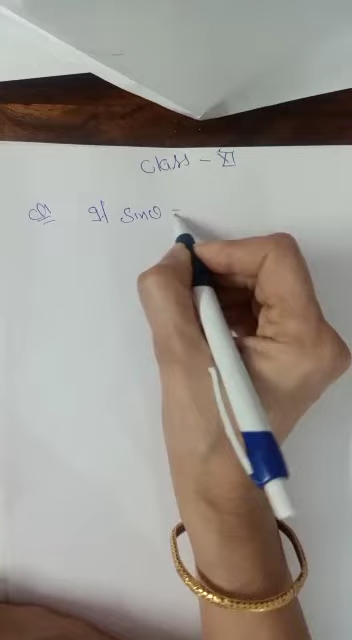 Class - XI
Q. If sinθ =